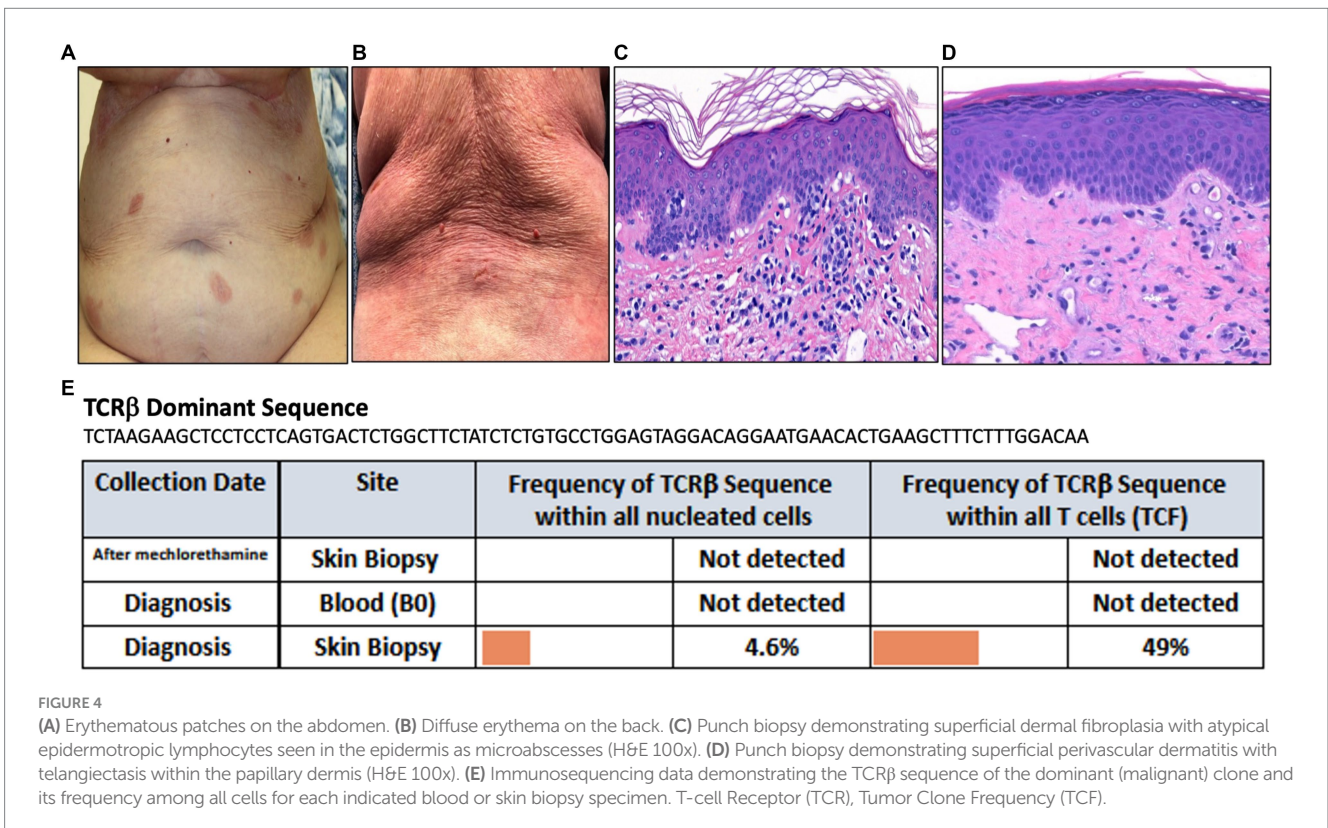 A
B
C
D
E
TCRβ Dominant Sequence
TCTAAGAAGCTCCTCCTCAGTGACTCTGGCTTCTATCTCTGTGCCTGGAGTAGGACAGGAATGAACACTGAAGCTTTCTTTGGACAA
Collection Date Site Frequency of TCRβ Sequence within all nucleated cells Frequency of TCRβ Sequence within all T cells (TCF)
After mechlorethamine Skin Biopsy Not detected Not detected
Diagnosis Blood (B0) Not detected Not detected
Diagnosis Skin Biopsy 4.6% 49%
FIGURE 4
(A) Erythematous patches on the abdomen. (B) Diffuse erythema on the back. (C) Punch biopsy demonstrating superficial dermal fibroplasia with atypical
epidermotropic lymphocytes seen in the epidermis as microabscesses (H&E 100x). (D) Punch biopsy demonstrating superficial perivascular dermatitis with
telangiectasis within the papillary dermis (H&E 100x). (E) Immunosequencing data demonstrating the TCRβ sequence of the dominant (malignant) clone and
its frequency among all cells for each indicated blood or skin biopsy specimen. T-cell Receptor (TCR), Tumor Clone Frequency (TCF).